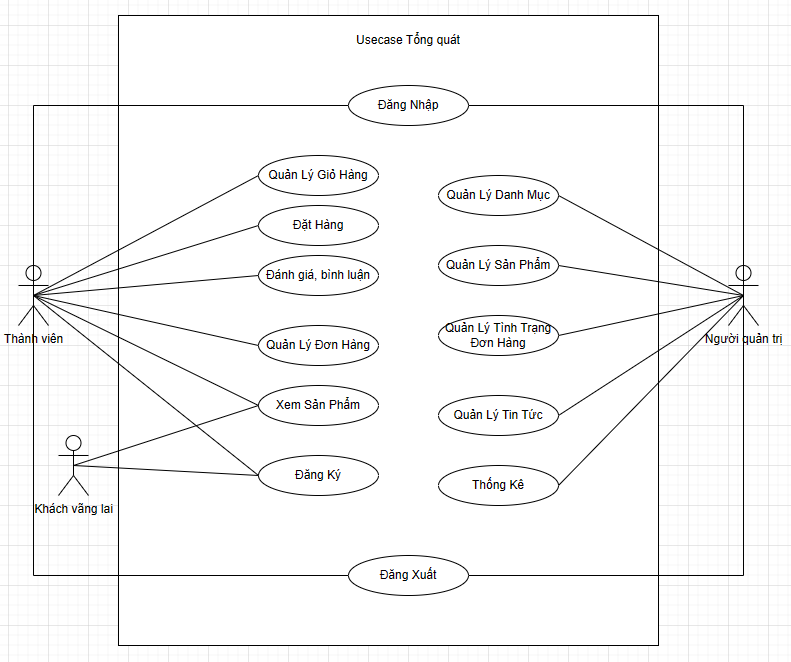 Usecase Tổng quát
Đăng Nhập
Quản Lý Giỏ Hàng
Quản Lý Danh Mục
Đặt Hàng
Đánh giá, bình luận
Quản Lý Sản Phẩm
Thành viên
Người quản trị
Quản Lý Tình Trạng
Đơn Hàng
Quản Lý Đơn Hàng
Xem Sản Phẩm
Quản Lý Tin Tức
Đăng Ký
Thống Kê
Khách vãng lai
Đăng Xuất